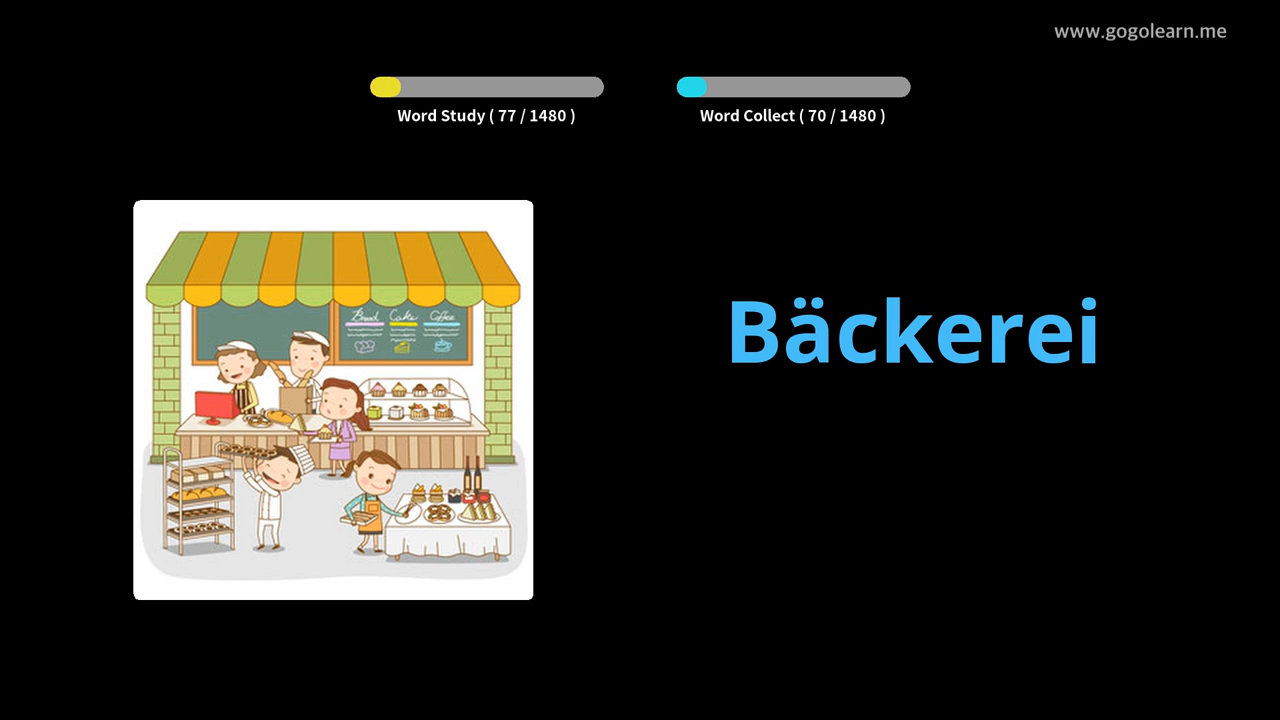 www.gogolearn.me
Word Study ( 77 / 1480 )
Word Collect ( 70 / 1480 )
Bread Cake Coffee
Bäckerei